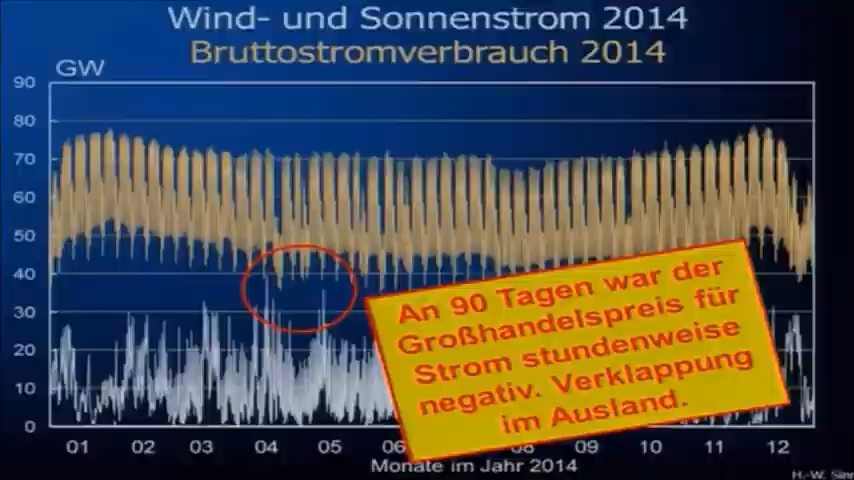 Wind- und Sonnenstrom 2014
Bruttostromverbrauch 2014
GW
90
80
70
60
50
40
30
20
10
0
An 90 Tagen war der
Großhandelspreis für
Strom stundenweise
negativ. Verklappung
im Ausland.
01 02 03 04 05 06 08 09 10 11 12
Monate im Jahr 2014
H.-W. Sinn